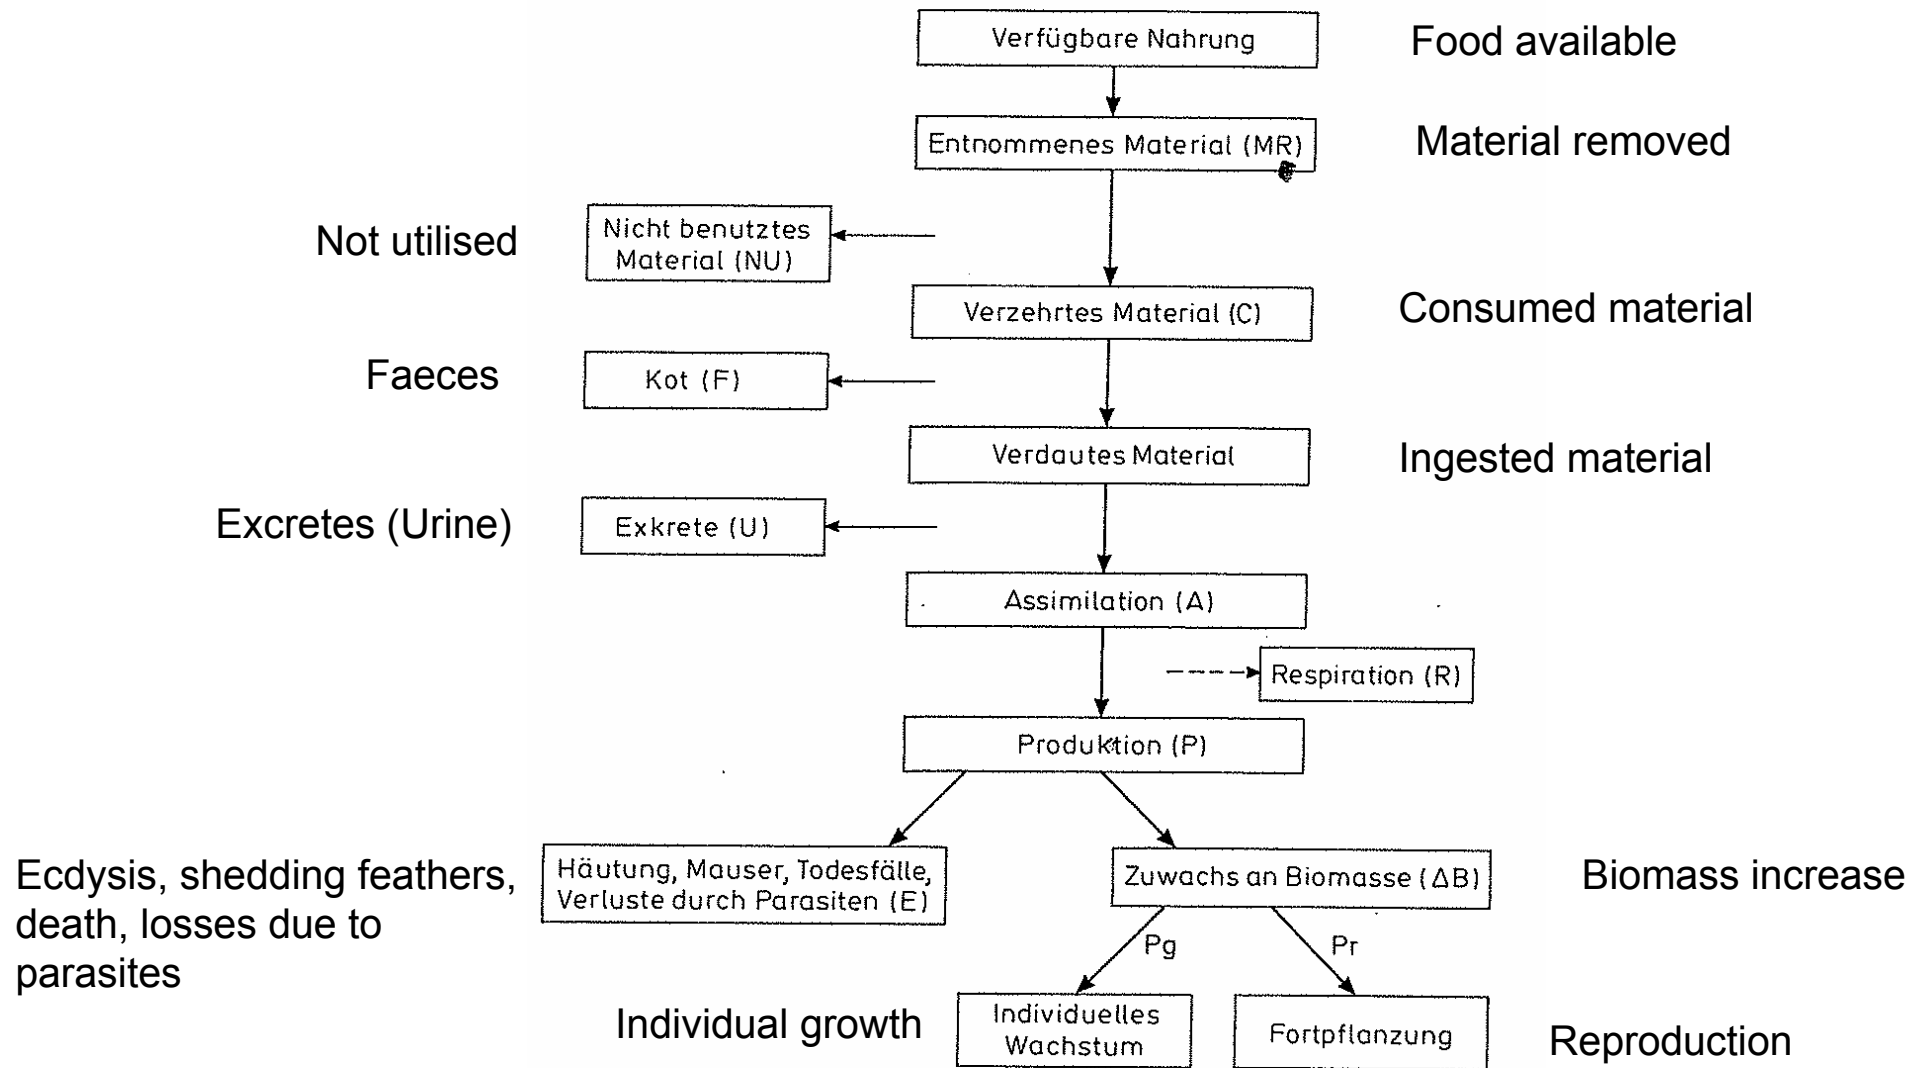 Verfügbare Nahrung
Food available
Entnommenes Material (MR)
Material removed
Not utilised
Nicht benutztes
Material (NU)
Verzehrtes Material (C)
Consumed material
Faeces
Kot (F)
Verdautes Material
Ingested material
Excretes (Urine)
Exkrete (U)
Assimilation (A)
Respiration (R)
Produktion (P)
Ecdysis, shedding feathers,
death, losses due to
parasites
Häutung, Mauser, Todesfälle,
Verluste durch Parasiten (E)
Zuwachs an Biomasse (ΔB)
Biomass increase
Pg
Pr
Individual growth
Individuelles
Wachstum
Fortpflanzung
Reproduction